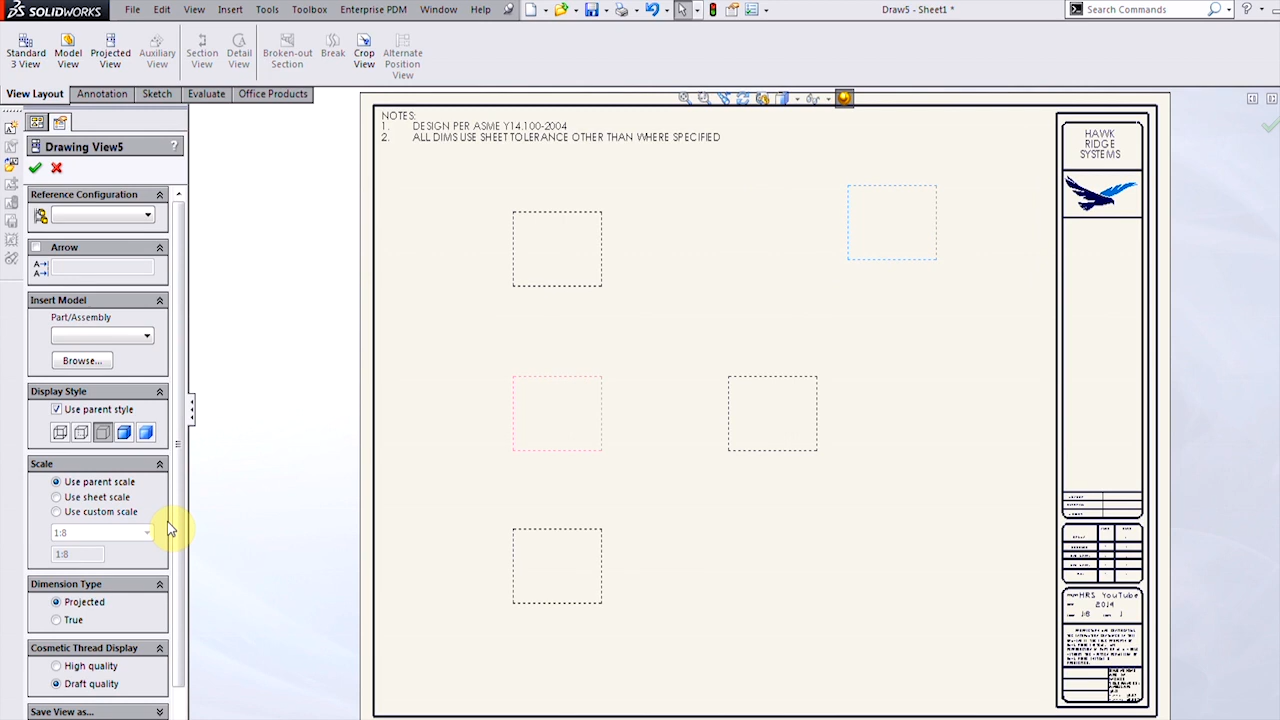 SOLIDWORKS File Edit View Insert Tools Toolbox Enterprise PDM Window Help Draw5 - Sheet1 * Search Commands
Standard 3 View
Model View
Projected View
Auxiliary View
Section View
Detail View
Broken-out Section
Break
Crop View
Alternate Position View
View Layout Annotation Sketch Evaluate Office Products
Drawing View5 ?
Reference Configuration
Arrow
Insert Model
Part/Assembly
Browse...
Display Style
Use parent style
Scale
Use parent scale
Use sheet scale
Use custom scale
1:8
1:8
Dimension Type
Projected
True
Cosmetic Thread Display
High quality
Draft quality
Save View as...
NOTES:
1. DESIGN PER ASME Y14.100-2004
2. ALL DIMS USE SHEET TOLERANCE OTHER THAN WHERE SPECIFIED
HAWK
RIDGE
SYSTEMS
HRS YouTube
2014
1:8 1